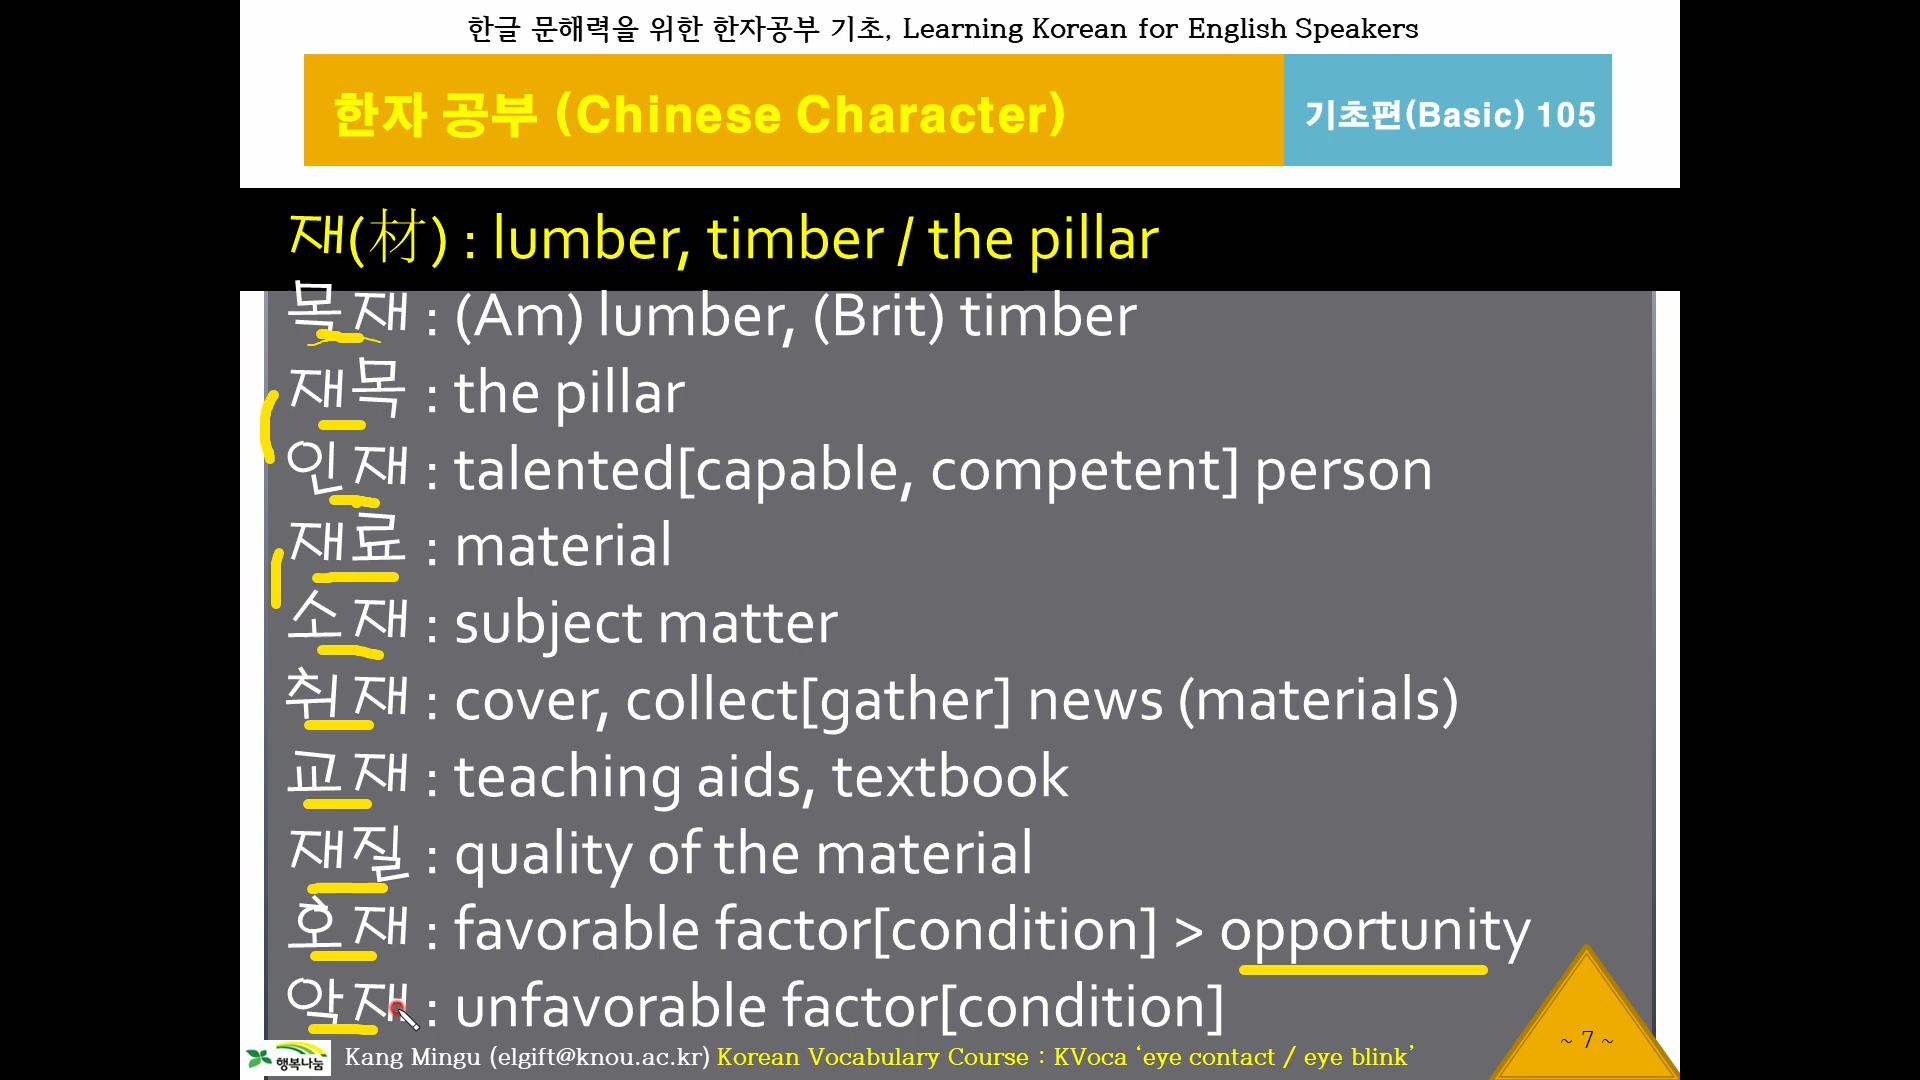 한글 문해력을 위한 한자공부 기초, Learning Korean for English Speakers
한자 공부 (Chinese Character)
기초편(Basic) 105
재(材) : lumber, timber / the pillar
목재 : (Am) lumber, (Brit) timber
재목 : the pillar
인재 : talented[capable, competent] person
재료 : material
소재 : subject matter
취재 : cover, collect[gather] news (materials)
교재 : teaching aids, textbook
재질 : quality of the material
호재 : favorable factor[condition] > opportunity
악재 : unfavorable factor[condition]
~ 7 ~
행복나눔
Kang Mingu (elgift@knou.ac.kr) Korean Vocabulary Course : KVoca ‘eye contact / eye blink’